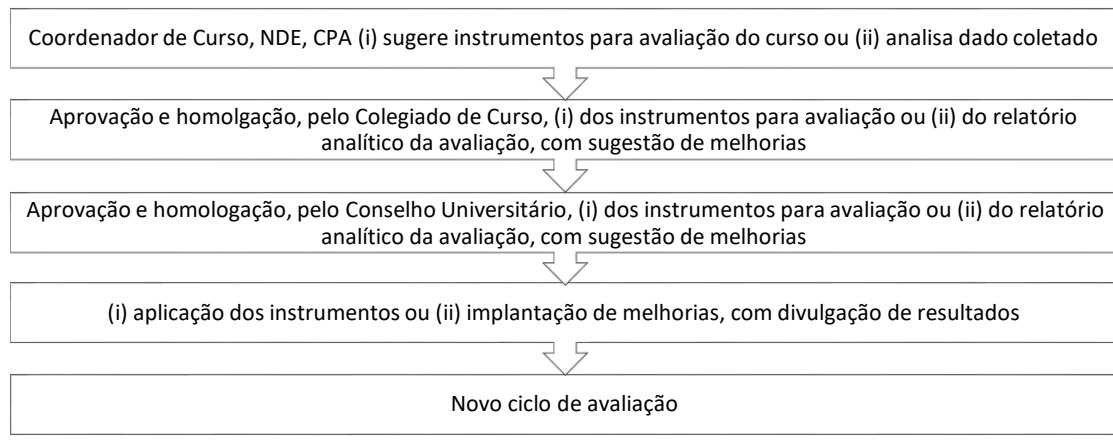 Coordenador de Curso, NDE, CPA (i) sugere instrumentos para avaliação do curso ou (ii) analisa dado coletado
Aprovação e homolgação, pelo Colegiado de Curso, (i) dos instrumentos para avaliação ou (ii) do relatório
analítico da avaliação, com sugestão de melhorias
Aprovação e homologação, pelo Conselho Universitário, (i) dos instrumentos para avaliação ou (ii) do relatório
analítico da avaliação, com sugestão de melhorias
(i) aplicação dos instrumentos ou (ii) implantação de melhorias, com divulgação de resultados
Novo ciclo de avaliação